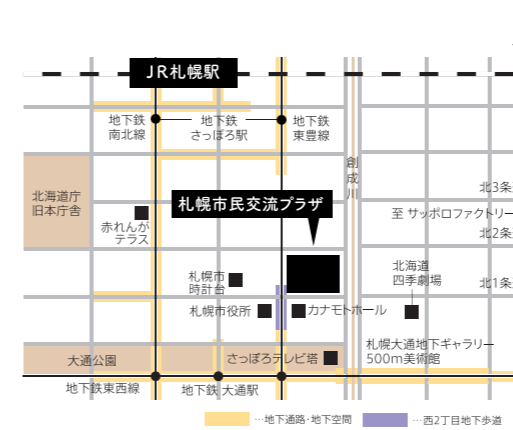 JR札幌駅
地下鉄
南北線
地下鉄
さっぽろ駅
地下鉄
東豊線
創成川
北海道庁
旧本庁舎
赤れんが
テラス
札幌市民交流プラザ
北3条
至 サッポロファクトリー
北2条
札幌市
時計台
北海道
四季劇場
北1条
札幌市役所
カナモトホール
札幌大通地下ギャラリー
500m美術館
大通公園
さっぽろテレビ塔
地下鉄東西線
地下鉄 大通駅
…地下通路・地下空間
…西2丁目地下歩道